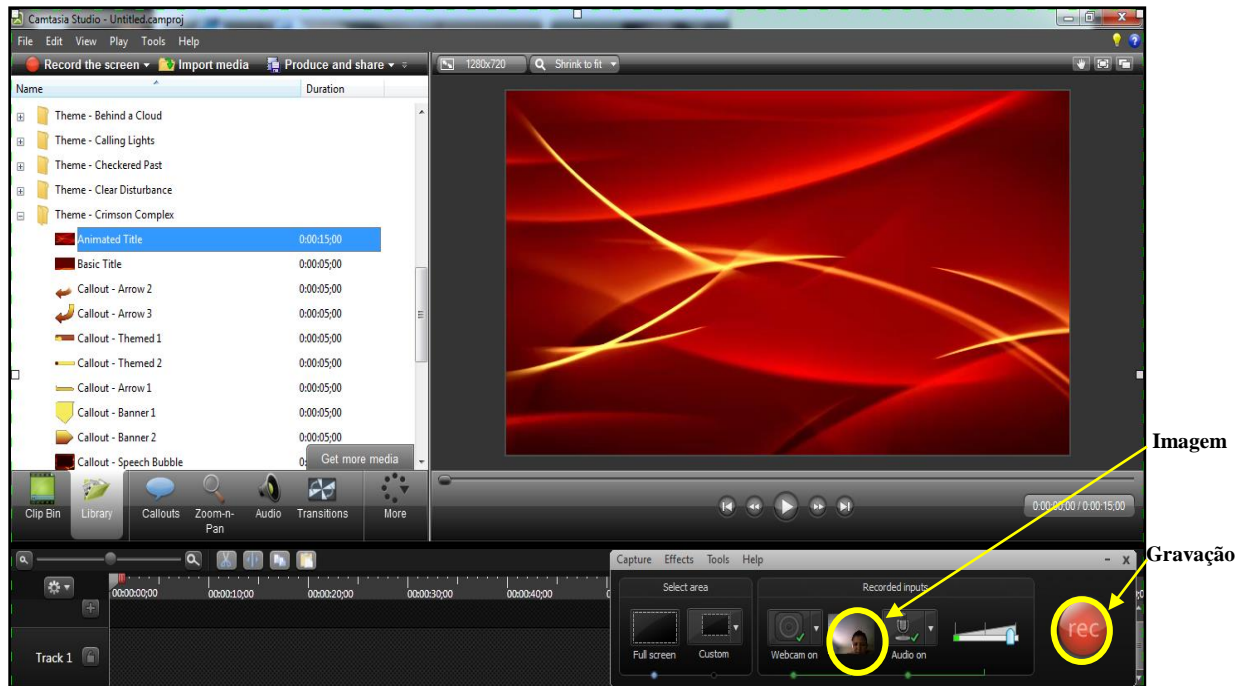 Camtasia Studio - Untitled.camproj
File Edit View Play Tools Help
Record the screen Import media Produce and share
1280x720 Shrink to fit
Name Duration
Theme - Behind a Cloud
Theme - Calling Lights
Theme - Checkered Past
Theme - Clear Disturbance
Theme - Crimson Complex
Animated Title 0:00:15;00
Basic Title 0:00:05;00
Callout - Arrow 2 0:00:05;00
Callout - Arrow 3 0:00:05;00
Callout - Themed 1 0:00:05;00
Callout - Themed 2 0:00:05;00
Callout - Arrow 1 0:00:05;00
Callout - Banner 1 0:00:05;00
Callout - Banner 2 0:00:05;00
Callout - Speech Bubble
Get more media
Imagem
Clip Bin Library Callouts Zoom-n-Pan Audio Transitions More
0:00:00;00 / 0:00:15;00
Gravação
Capture Effects Tools Help
00:00:00;00 00:00:10;00 00:00:20;00 00:00:30;00 00:00:40;00
Select area Recorded inputs
rec
Full screen Custom Webcam on Audio on
Track 1